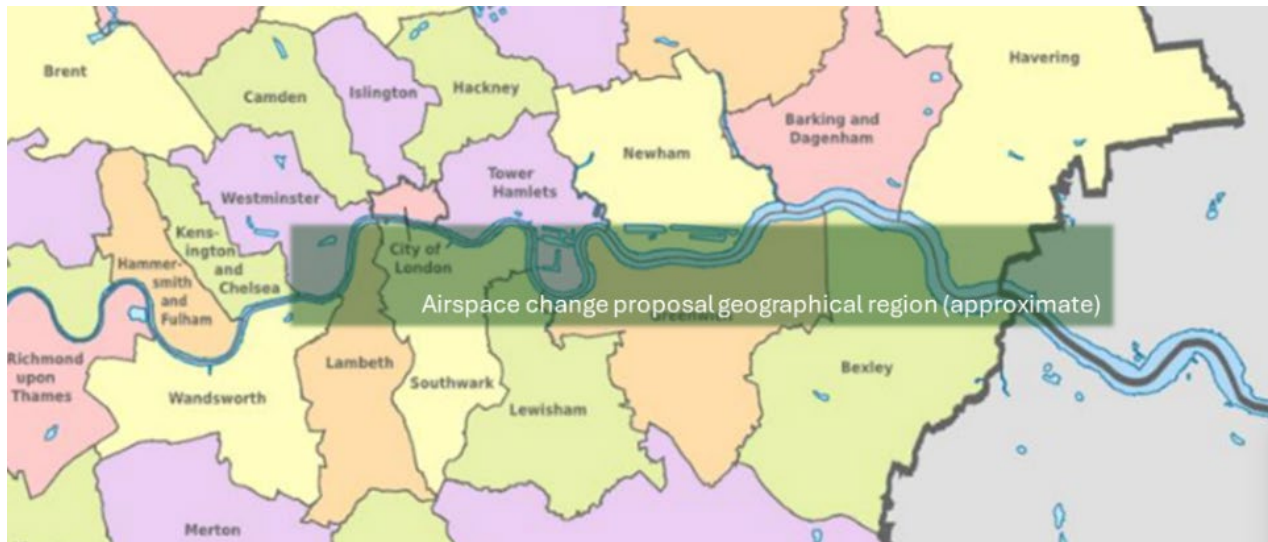 Brent
Camden
Islington
Hackney
Havering
Barking and
Dagenham
Newham
Tower
Hamlets
Westminster
Kens-
ington
and
Chelsea
City of
London
Hammer-
smith
and
Fulham
Airspace change proposal geographical region (approximate)
Greenwich
Richmond
upon
Thames
Wandsworth
Lambeth
Southwark
Lewisham
Bexley
Merton